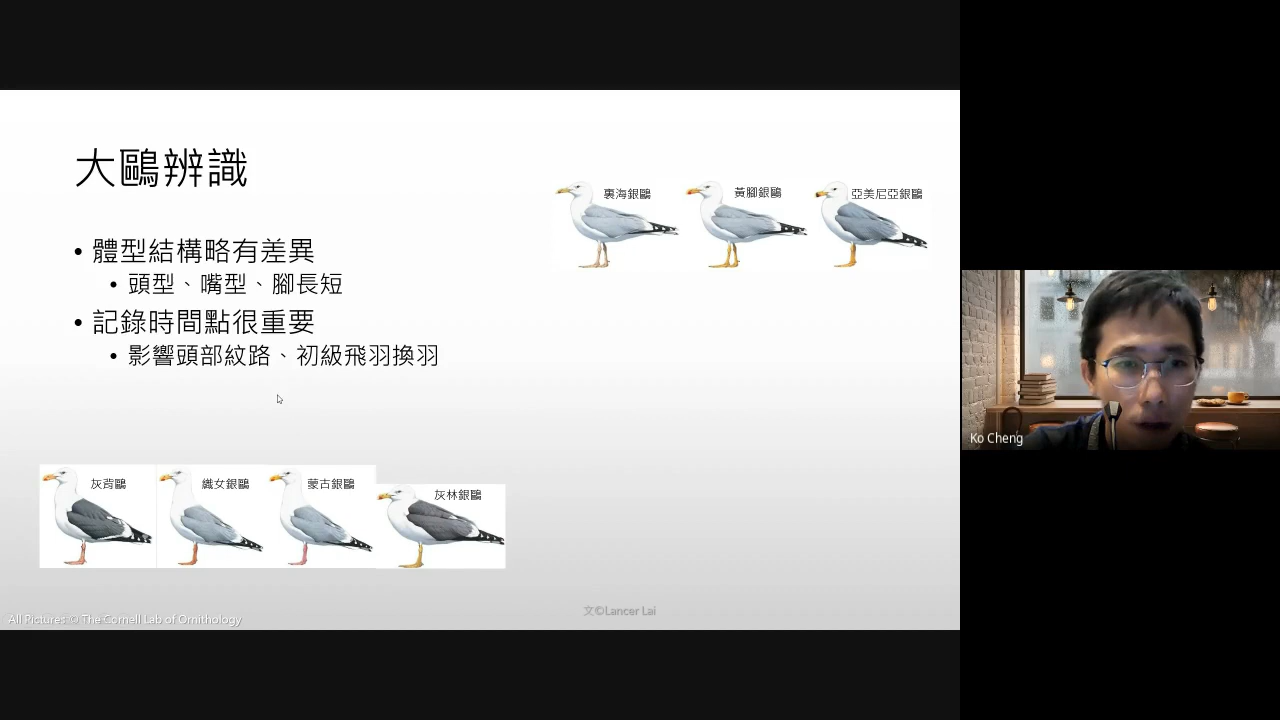 大鷗辨識
• 體型結構略有差異
• 頭型、嘴型、腳長短
• 記錄時間點很重要
• 影響頭部紋路、初級飛羽換羽
裏海銀鷗
黃腳銀鷗
亞美尼亞銀鷗
灰背鷗
織女銀鷗
蒙古銀鷗
灰林銀鷗
文©Lancer Lai
All Pictures © The Cornell Lab of Ornithology
Ko Cheng